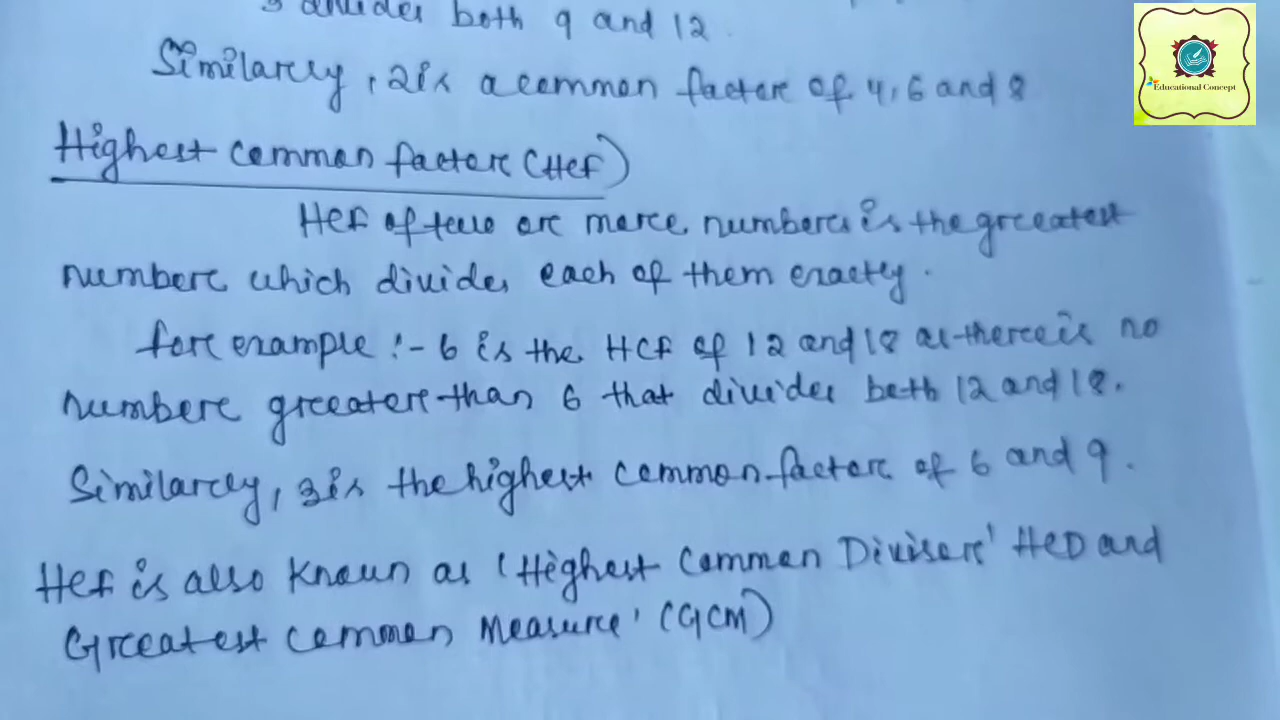 3 divides both 9 and 12.
Similarly, 2 is a common factor of 4, 6 and 8
Highest common factor (HCF)
HCF of two or more numbers is the greatest
number which divides each of them exactly.
for example :- 6 is the HCF of 12 and 18 as there is no
number greater than 6 that divides both 12 and 18.
Similarly, 3 is the highest common factor of 6 and 9.
HCF is also known as 'Highest Common Divisor' HCD and
Greatest Common Measure' (GCM)
Educational Concept